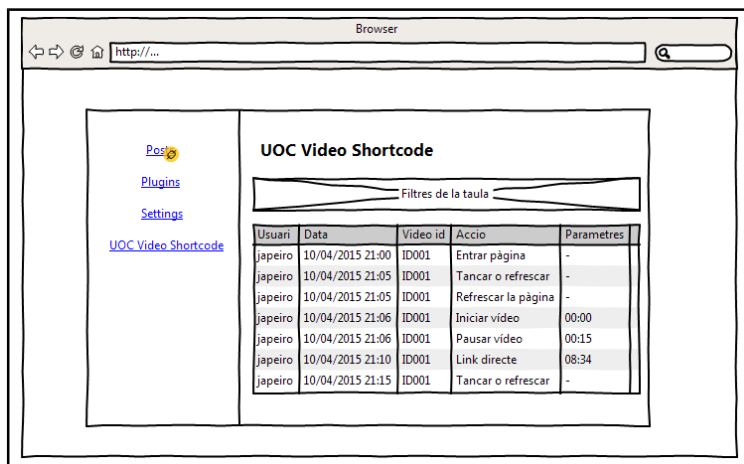 Browser
http://...
UOC Video Shortcode
Plugins
Settings
UOC Video Shortcode
Filtres de la taula
Usuari Data Video id Accio Parametres
japeiro 10/04/2015 21:00 ID001 Entrar pàgina -
japeiro 10/04/2015 21:05 ID001 Tancar o refrescar -
japeiro 10/04/2015 21:05 ID001 Refrescar la pàgina -
japeiro 10/04/2015 21:06 ID001 Iniciar vídeo 00:00
japeiro 10/04/2015 21:06 ID001 Pausar vídeo 00:15
japeiro 10/04/2015 21:10 ID001 Link directe 08:34
japeiro 10/04/2015 21:15 ID001 Tancar o refrescar -